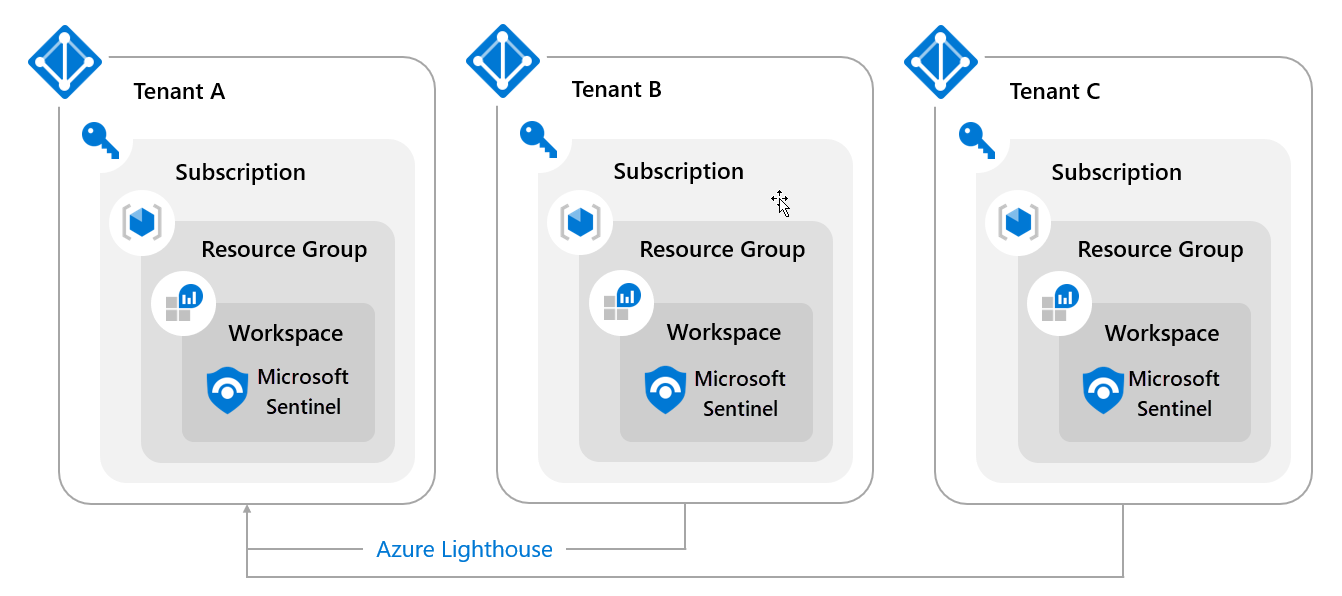 Tenant A
Subscription
Resource Group
Workspace
Microsoft
Sentinel
Tenant B
Subscription
Resource Group
Workspace
Microsoft
Sentinel
Tenant C
Subscription
Resource Group
Workspace
Microsoft
Sentinel
Azure Lighthouse